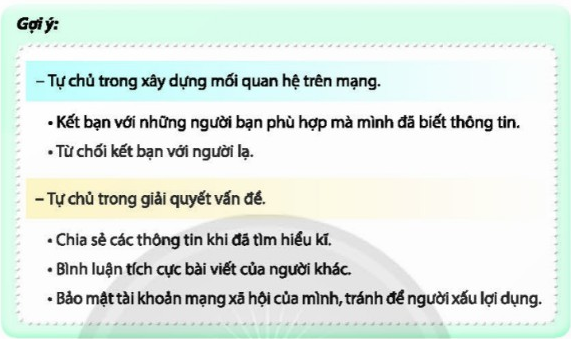 Gợi ý:
– Tự chủ trong xây dựng mối quan hệ trên mạng.
• Kết bạn với những người bạn phù hợp mà mình đã biết thông tin.
• Từ chối kết bạn với người lạ.
– Tự chủ trong giải quyết vấn đề.
• Chia sẻ các thông tin khi đã tìm hiểu kĩ.
• Bình luận tích cực bài viết của người khác.
• Bảo mật tài khoản mạng xã hội của mình, tránh để người xấu lợi dụng.